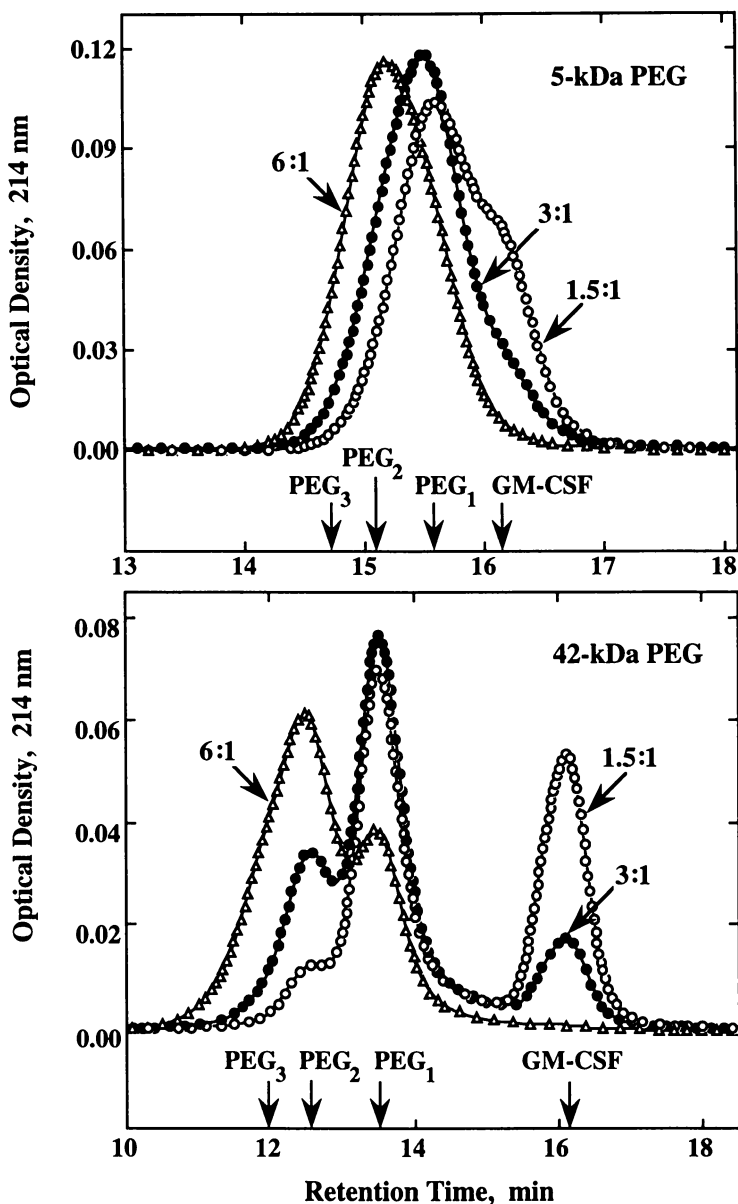 0.12
5-kDa PEG
6:1
0.09
3:1
0.06
1.5:1
0.03
0.00
Optical Density, 214 nm
PEG3 PEG2 PEG1 GM-CSF
13 14 15 16 17 18
0.08
42-kDa PEG
6:1
0.06
1.5:1
0.04
3:1
0.02
0.00
Optical Density, 214 nm
PEG3 PEG2 PEG1 GM-CSF
10 12 14 16 18
Retention Time, min